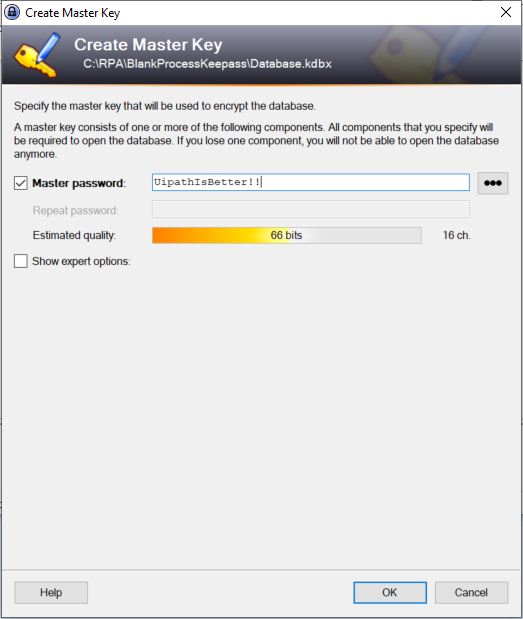 Create Master Key
Create Master Key
C:\RPA\BlankProcessKeepass\Database.kdbx
Specify the master key that will be used to encrypt the database.
A master key consists of one or more of the following components. All components that you specify will
be required to open the database. If you lose one component, you will not be able to open the database
anymore.
Master password: UipathIsBetter!!
Repeat password:
Estimated quality: 66 bits 16 ch.
Show expert options:
Help OK Cancel